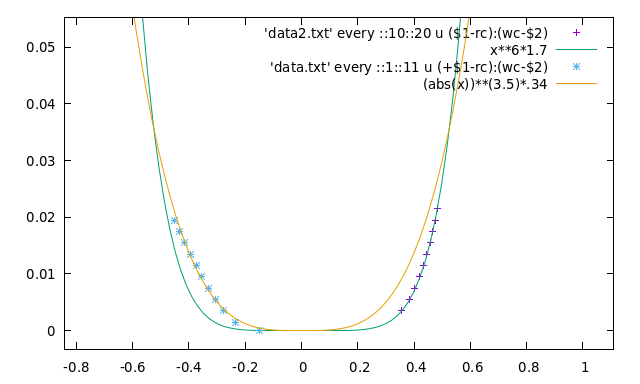 'data2.txt' every ::10::20 u ($1-rc):(wc-$2)
x**6*1.7
'data.txt' every ::1::11 u (+$1-rc):(wc-$2)
(abs(x))**(3.5)*.34
0.05
0.04
0.03
0.02
0.01
0
-0.8 -0.6 -0.4 -0.2 0 0.2 0.4 0.6 0.8 1